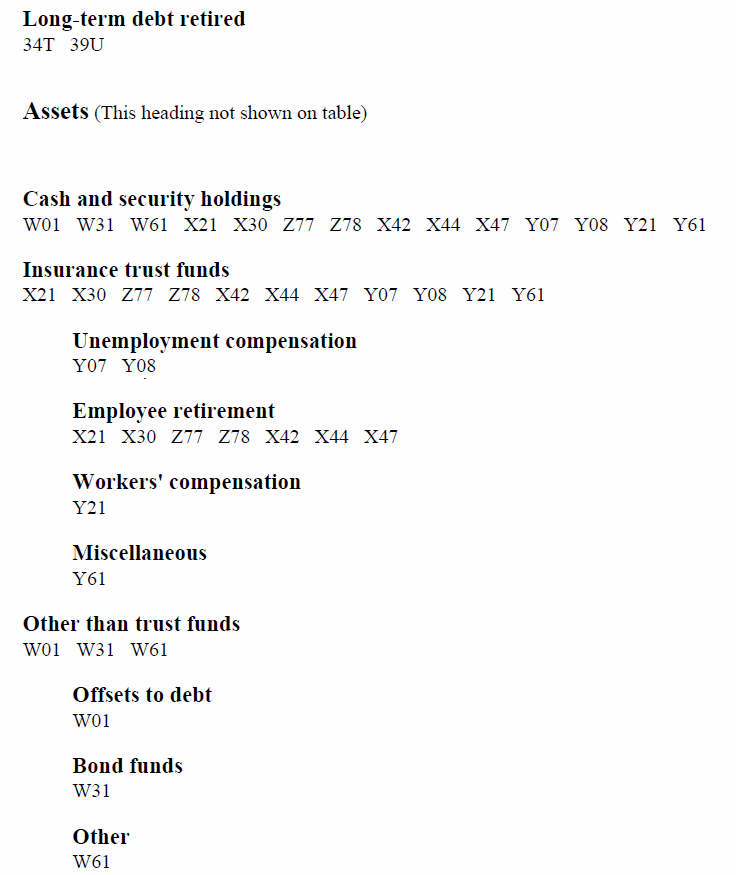 Long-term debt retired
34T 39U
Assets (This heading not shown on table)
Cash and security holdings
W01 W31 W61 X21 X30 Z77 Z78 X42 X44 X47 Y07 Y08 Y21 Y61
Insurance trust funds
X21 X30 Z77 Z78 X42 X44 X47 Y07 Y08 Y21 Y61
Unemployment compensation
Y07 Y08
Employee retirement
X21 X30 Z77 Z78 X42 X44 X47
Workers' compensation
Y21
Miscellaneous
Y61
Other than trust funds
W01 W31 W61
Offsets to debt
W01
Bond funds
W31
Other
W61